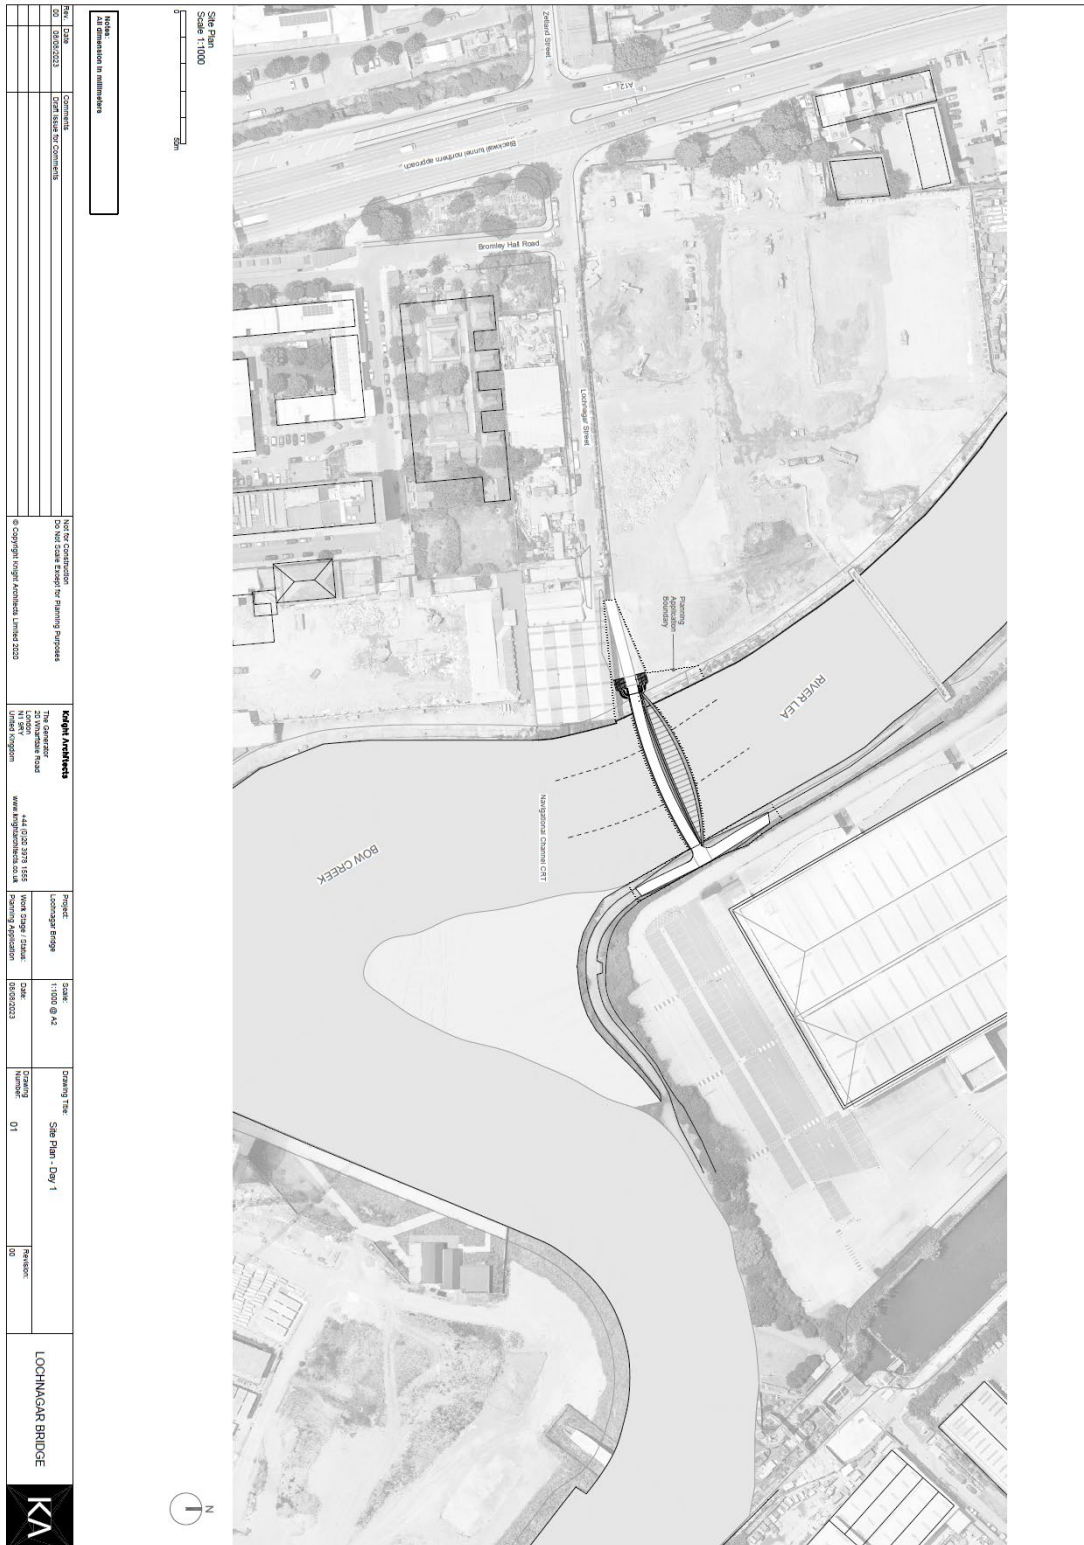 Site Plan
Scale 1:1000
0
50m
Notes:
All dimension in millimeters
Zetland Street
A12
Blackwall tunnel northern approach
Bromley Hall Road
Lochnagar Street
Planning
Application
Boundary
RIVER LEA
Navigational Channel CRT
BOW CREEK
N
Rev. Date Comments
00 08/08/2023 Draft Issue for Comments
Not for Construction
Do Not Scale Except for Planning Purposes
© Copyright Knight Architects Limited 2020
Knight Architects
The Generator
20 Wharfdale Road
London
N1 9RY
United Kingdom
+44 (0)20 3978 1555
www.knightarchitects.co.uk
Project:
Lochnagar Bridge
Work Stage / Status:
Planning Application
Scale:
1:1000 @ A2
Date:
08/08/2023
Drawing Title:
Site Plan - Day 1
Drawing
Number:
01
Revision:
00
LOCHNAGAR BRIDGE
KA